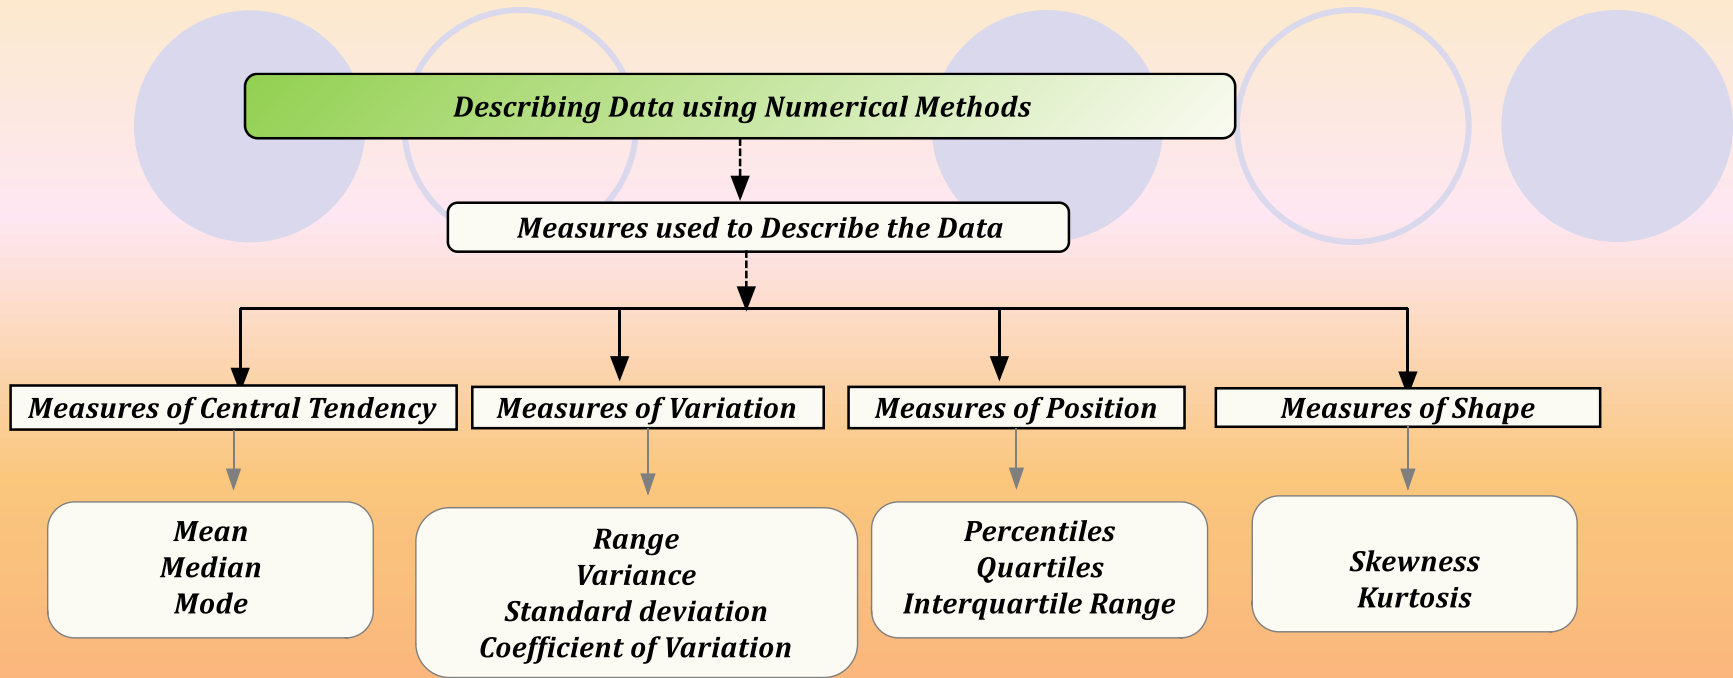 Describing Data using Numerical Methods
Measures used to Describe the Data
Measures of Central Tendency
Measures of Variation
Measures of Position
Measures of Shape
Mean
Median
Mode
Range
Variance
Standard deviation
Coefficient of Variation
Percentiles
Quartiles
Interquartile Range
Skewness
Kurtosis